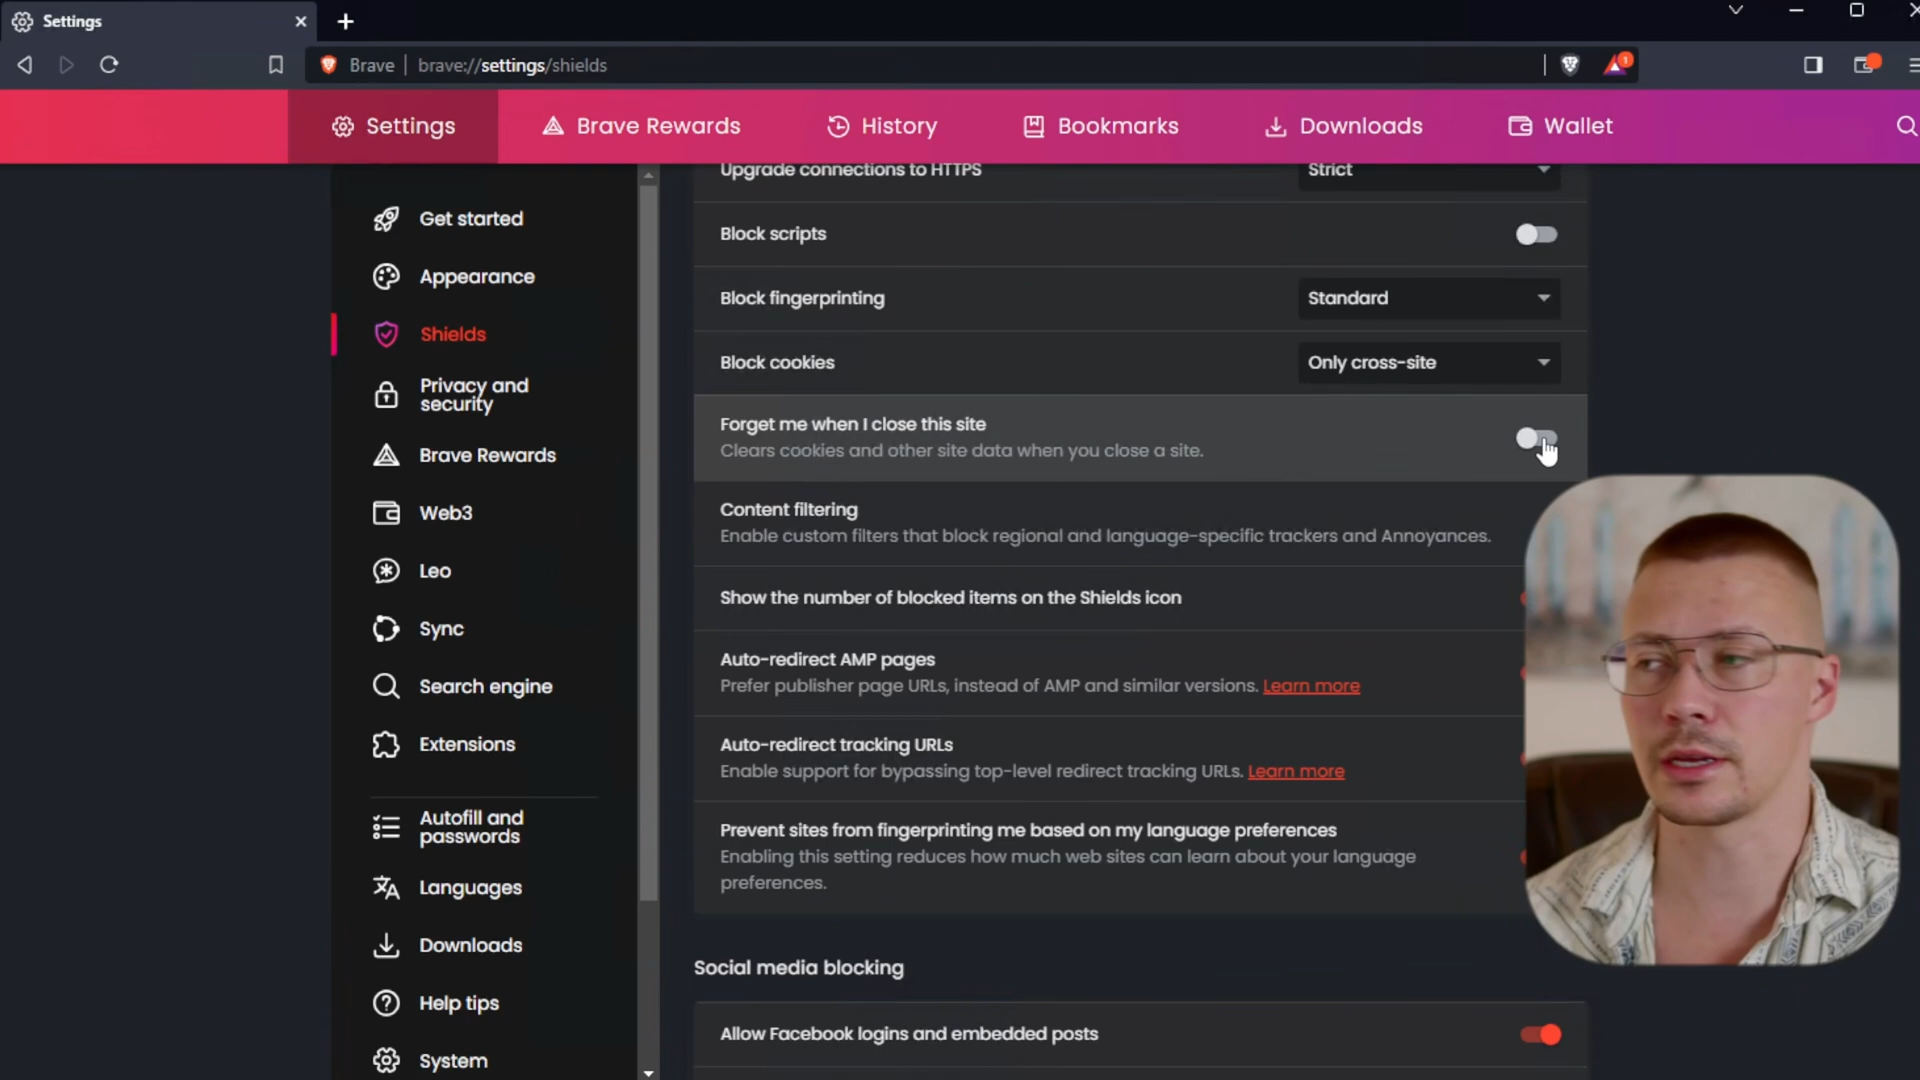 Settings
Brave | brave://settings/shields
1
Settings
Brave Rewards
History
Bookmarks
Downloads
Wallet
Get started
Appearance
Shields
Privacy and
security
Brave Rewards
Web3
Leo
Sync
Search engine
Extensions
Autofill and
passwords
Languages
Downloads
Help tips
System
Upgrade connections to HTTPS
Strict
Block scripts
Block fingerprinting
Standard
Block cookies
Only cross-site
Forget me when I close this site
Clears cookies and other site data when you close a site.
Content filtering
Enable custom filters that block regional and language-specific trackers and Annoyances.
Show the number of blocked items on the Shields icon
Auto-redirect AMP pages
Prefer publisher page URLs, instead of AMP and similar versions. Learn more
Auto-redirect tracking URLs
Enable support for bypassing top-level redirect tracking URLs. Learn more
Prevent sites from fingerprinting me based on my language preferences
Enabling this setting reduces how much web sites can learn about your language
preferences.
Social media blocking
Allow Facebook logins and embedded posts